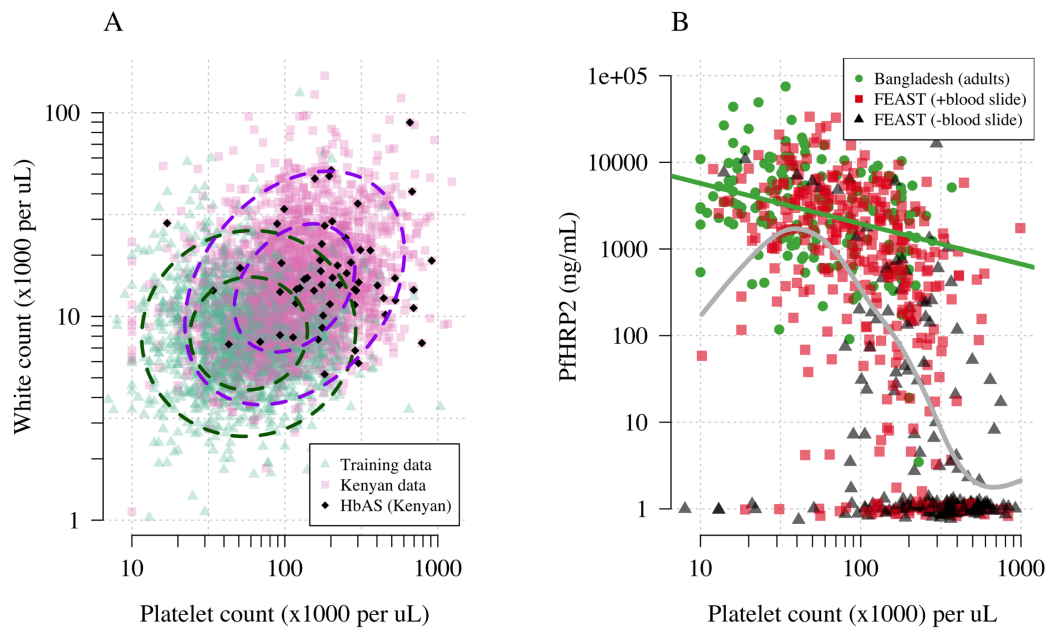 A
White count (x1000 per uL)
100
10
1
Training data
Kenyan data
HbAS (Kenyan)
10 100 1000
Platelet count (x1000 per uL)
B
PfHRP2 (ng/mL)
1e+05
10000
1000
100
10
1
Bangladesh (adults)
FEAST (+blood slide)
FEAST (-blood slide)
10 100 1000
Platelet count (x1000) per uL